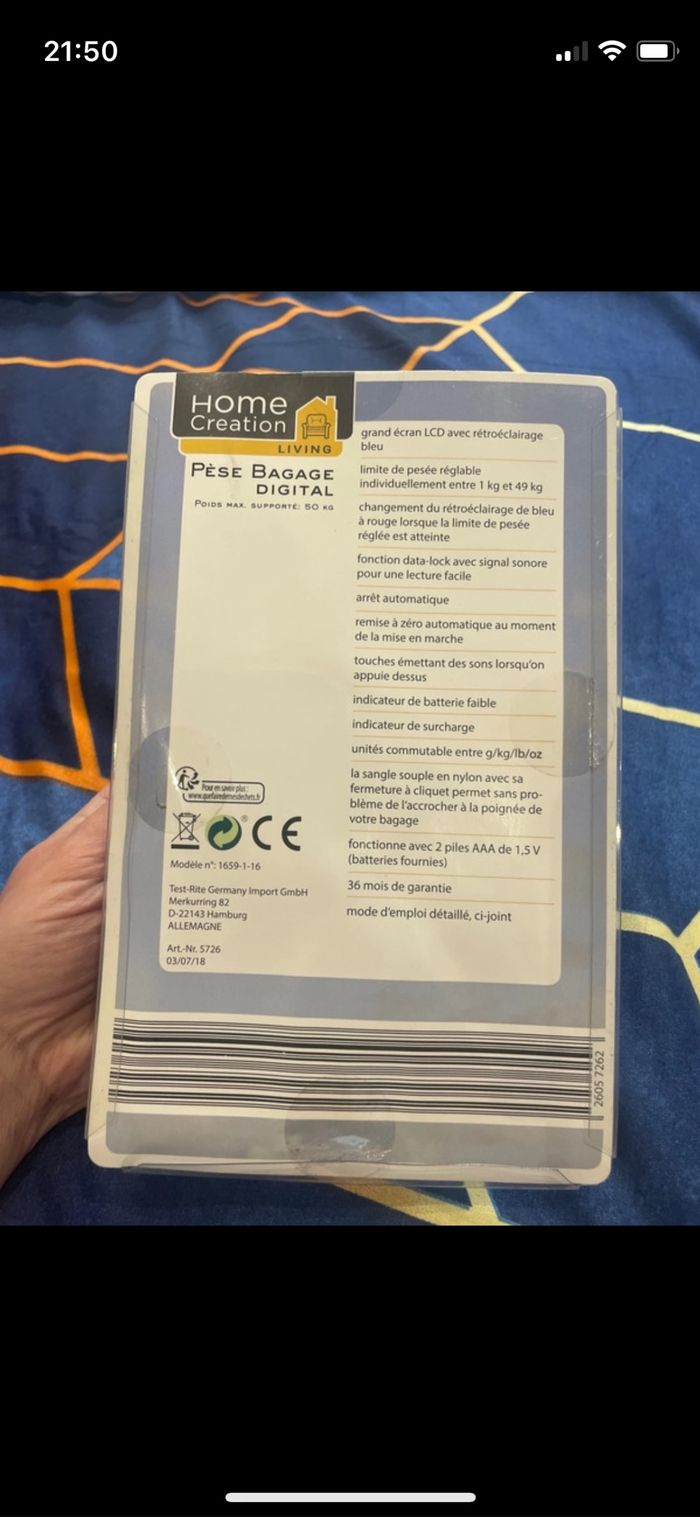 21:50
Home
Creation
LIVING
PÈSE BAGAGE
DIGITAL
POIDS MAX. SUPPORTÉ: 50 KG
grand écran LCD avec rétroéclairage
bleu
limite de pesée réglable
individuellement entre 1 kg et 49 kg
changement du rétroéclairage de bleu
à rouge lorsque la limite de pesée
réglée est atteinte
fonction data-lock avec signal sonore
pour une lecture facile
arrêt automatique
remise à zéro automatique au moment
de la mise en marche
touches émettant des sons lorsqu'on
appuie dessus
indicateur de batterie faible
indicateur de surcharge
unités commutable entre g/kg/lb/oz
la sangle souple en nylon avec sa
fermeture à cliquet permet sans pro-
blème de l'accrocher à la poignée de
votre bagage
fonctionne avec 2 piles AAA de 1,5 V
(batteries fournies)
36 mois de garantie
mode d'emploi détaillé, ci-joint
Pour en savoir plus :
www.quefairedemesdechets.fr
® CE
Modèle n°: 1659-1-16
Test-Rite Germany Import GmbH
Merkurring 82
D-22143 Hamburg
ALLEMAGNE
Art.-Nr. 5726
03/07/18
2605 7262